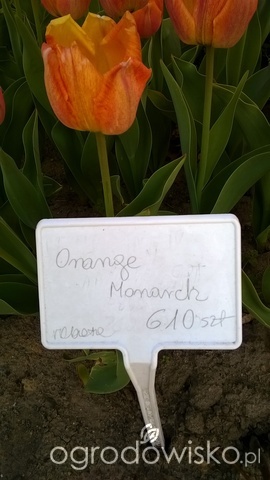 Orange
Monarch
610 szt
ogrodowisko.pl